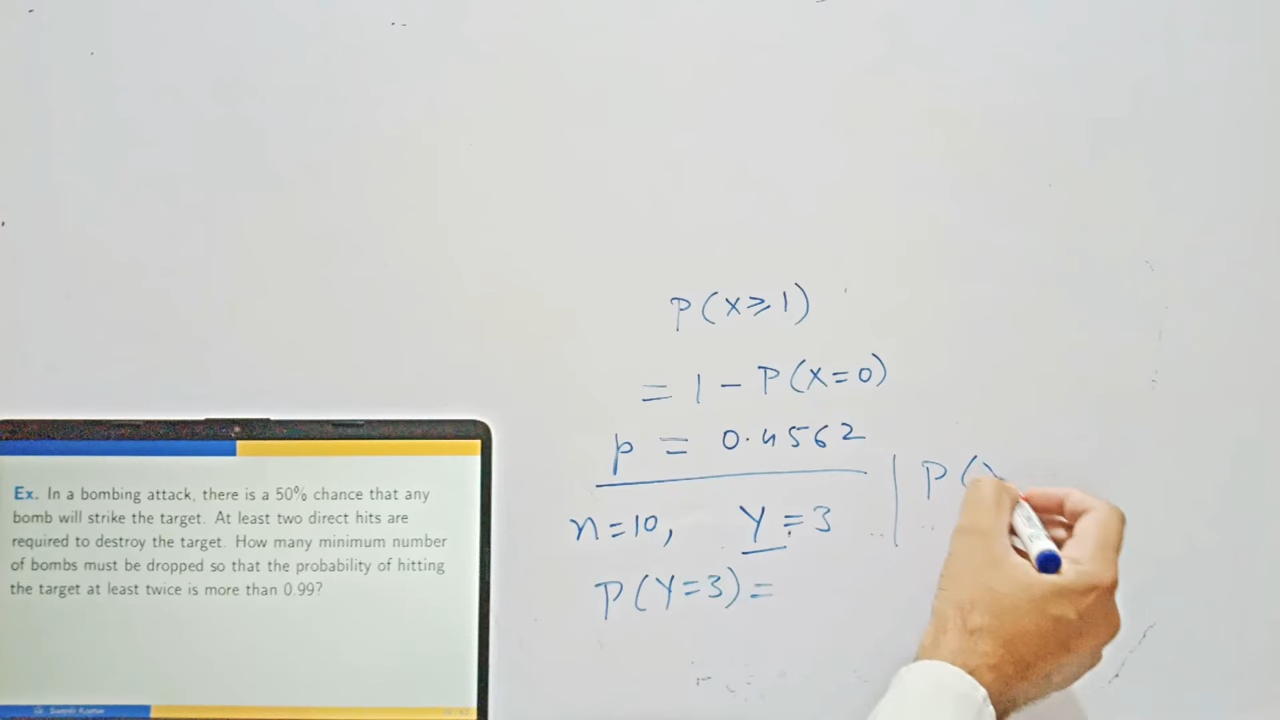 Ex. In a bombing attack, there is a 50% chance that any
bomb will strike the target. At least two direct hits are
required to destroy the target. How many minimum number
of bombs must be dropped so that the probability of hitting
the target at least twice is more than 0.99?
P(X≥1)
= 1 - P(X=0)
p = 0.4562
n=10, Y=3
P(Y=3) =
P(